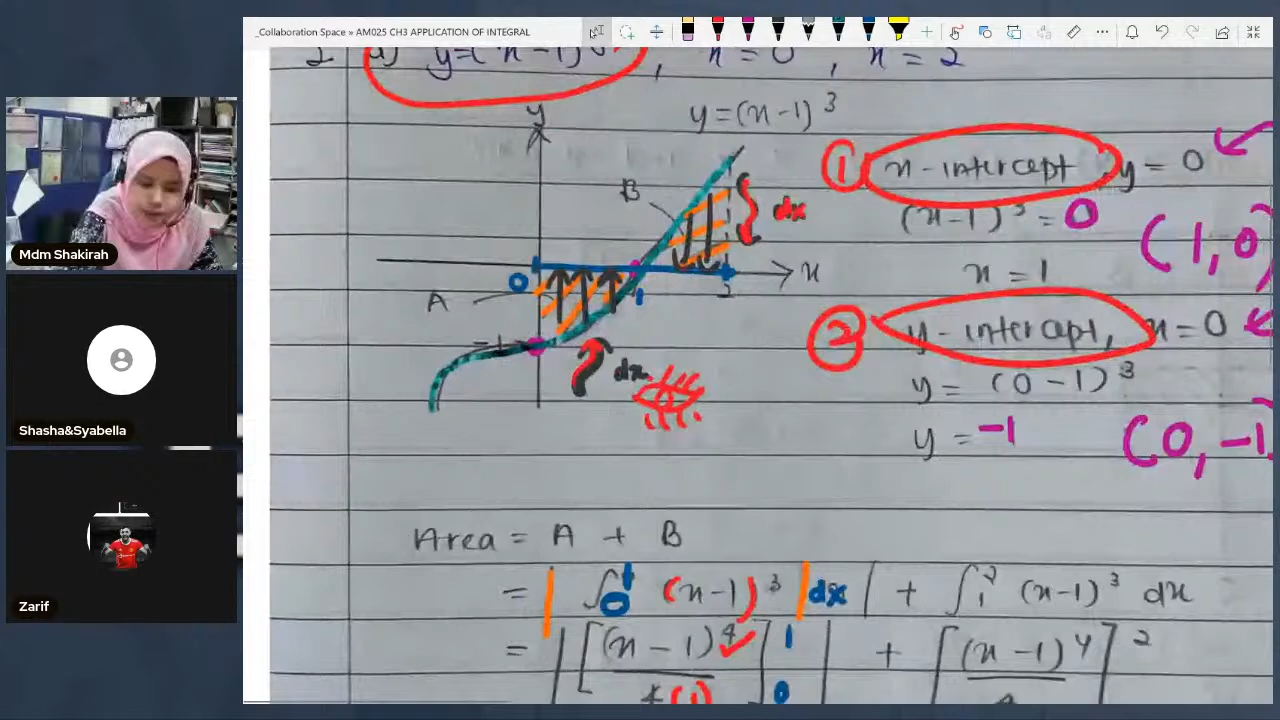 _Collaboration Space » AM025 CH3 APPLICATION OF INTEGRAL
2 a) y=(x-1)³, x = 0, x = 2
y=(x-1)³
y
B
dx
x
0
1
2
A
-1
dx
① x-intercept, y = 0
(x-1)³ = 0
(1, 0)
x = 1
② y-intercept, x = 0
y = (0-1)³
y = -1
(0, -1)
Area = A + B
= | ∫₀¹ (x-1)³ | dx | + ∫₁² (x-1)³ dx
= | [ (x-1)⁴ / 4(1) ]₀¹ | + [ (x-1)⁴ ]²
Mdm Shakirah
Shasha&Syabella
Zarif